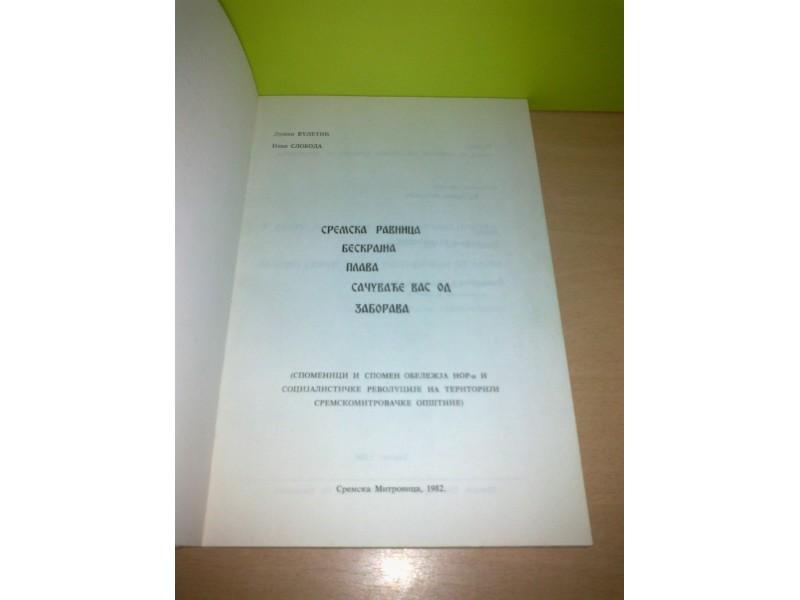 Душан ВУЛЕТИЋ
Иван СЛОБОДА
СРЕМСКА РАВНИЦА
БЕСКРАЈНА
ПЛАВА
САЧУВАЋЕ ВАС ОД
ЗАБОРАВА
(СПОМЕНИЦИ И СПОМЕН ОБЕЛЕЖЈА НОР-а И
СОЦИЈАЛИСТИЧКЕ РЕВОЛУЦИЈЕ НА ТЕРИТОРИЈИ
СРЕМСКОМИТРОВАЧКЕ ОПШТИНЕ)
Сремска Митровица, 1982.